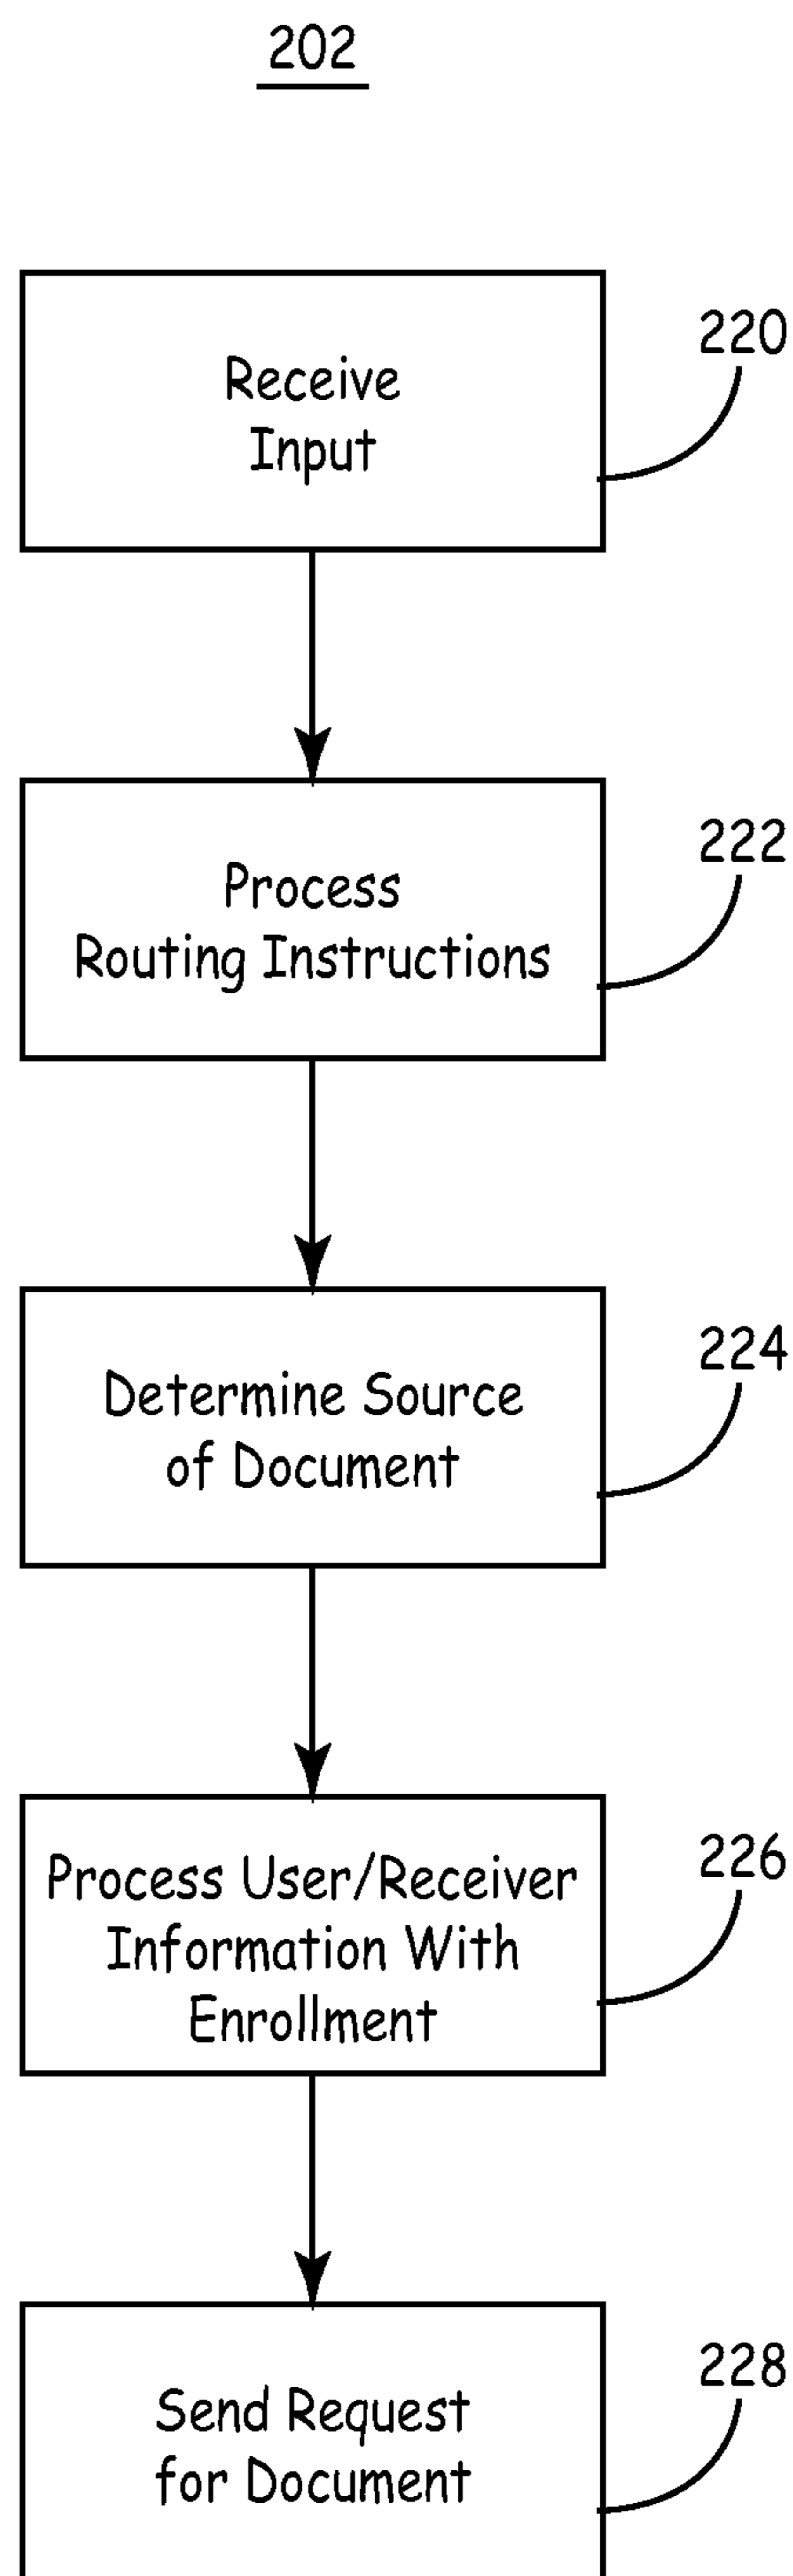 202
Receive
Input
220
Process
Routing Instructions
222
Determine Source
of Document
224
Process User/Receiver
Information With
Enrollment
226
Send Request
for Document
228